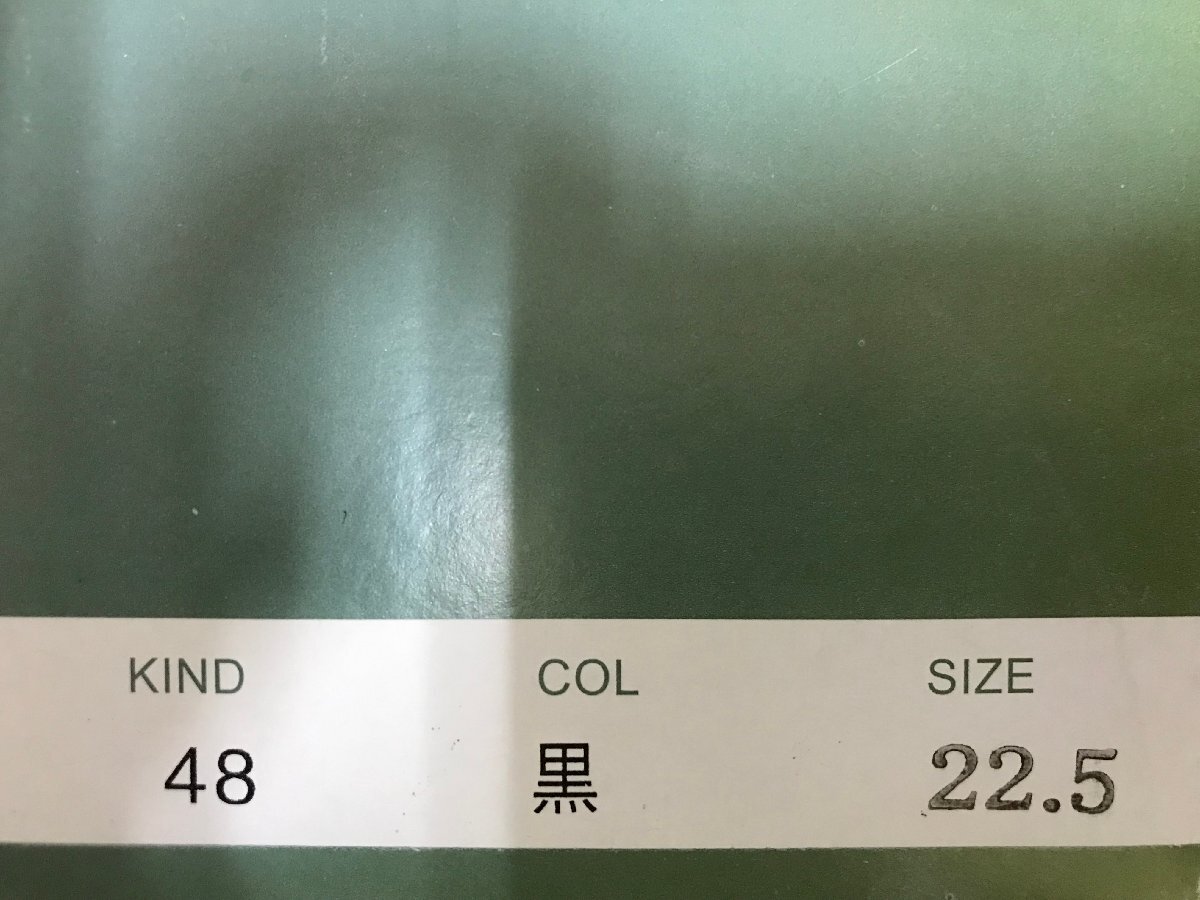 KIND COL SIZE
48 黒 22.5